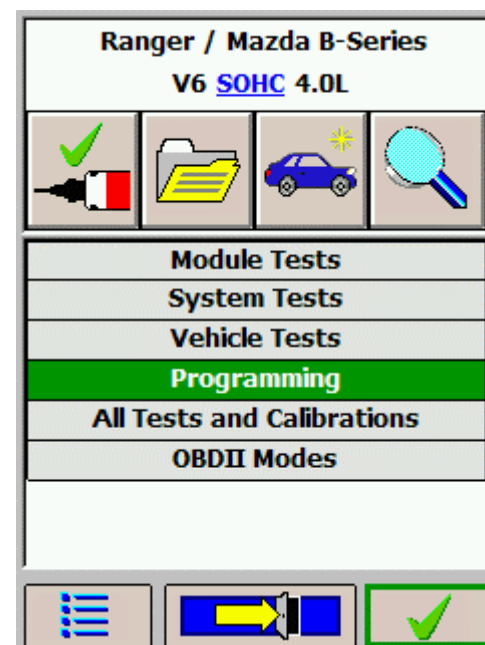 Ranger / Mazda B-Series
V6 SOHC 4.0L
Module Tests
System Tests
Vehicle Tests
Programming
All Tests and Calibrations
OBDII Modes